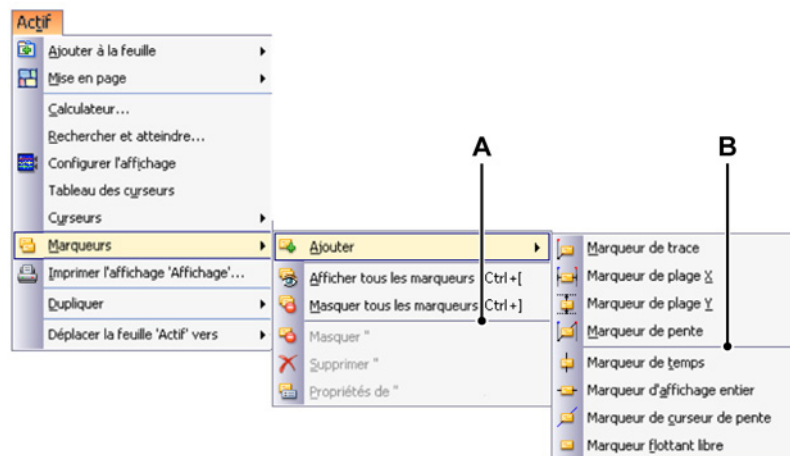 Actif
Ajouter à la feuille
Mise en page
Calculateur...
Rechercher et atteindre...
Configurer l'affichage
Tableau des curseurs
Curseurs
Marqueurs
Imprimer l'affichage 'Affichage'...
Dupliquer
Déplacer la feuille 'Actif' vers
A
Ajouter
Afficher tous les marqueurs Ctrl+[
Masquer tous les marqueurs Ctrl+]
Masquer "
Supprimer "
Propriétés de "
B
Marqueur de trace
Marqueur de plage X
Marqueur de plage Y
Marqueur de pente
Marqueur de temps
Marqueur d'affichage entier
Marqueur de curseur de pente
Marqueur flottant libre